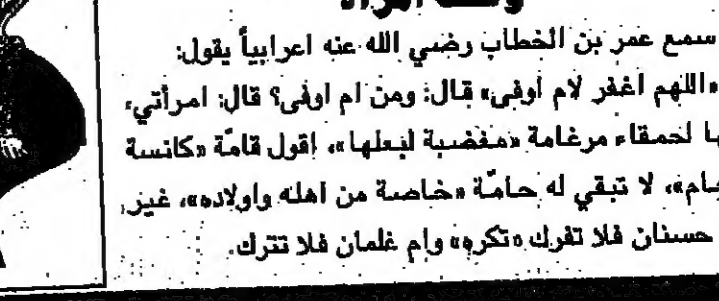 امرأة
سمع عمر بن الخطاب رضي الله عنه اعرابياً يقول:
«اللهم اغفر لام اوفى» قال: ومن ام اوفى؟ قال: امرأتي،
لحمقاء مرغامة «مغضبة لبعلها»، اقول قامّة «كانسة
لا تبقي له حامّة «خاصة من اهله واولاده»، غير
حسنان فلا تفرك «تكره» وام غلمان فلا تترك.